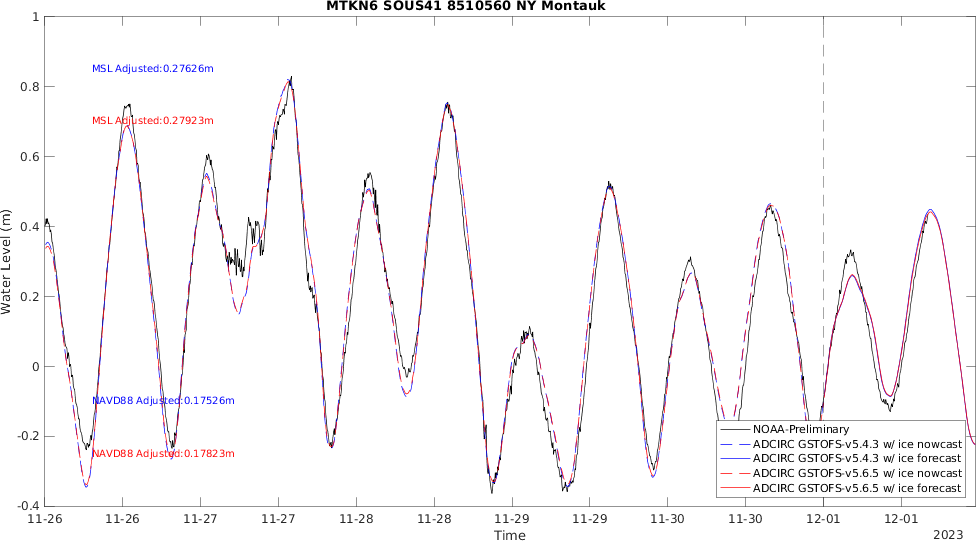 MTKN6 SOUS41 8510560 NY Montauk
1
0.8
0.6
0.4
0.2
0
-0.2
-0.4
Water Level (m)
MSL Adjusted:0.27626m
MSL Adjusted:0.27923m
NAVD88 Adjusted:0.17526m
NAVD88 Adjusted:0.17823m
NOAA-Preliminary
ADCIRC GSTOFS-v5.4.3 w/ ice nowcast
ADCIRC GSTOFS-v5.4.3 w/ ice forecast
ADCIRC GSTOFS-v5.6.5 w/ ice nowcast
ADCIRC GSTOFS-v5.6.5 w/ ice forecast
11-26 11-26 11-27 11-27 11-28 11-28 11-29 11-29 11-30 11-30 12-01 12-01
Time
2023